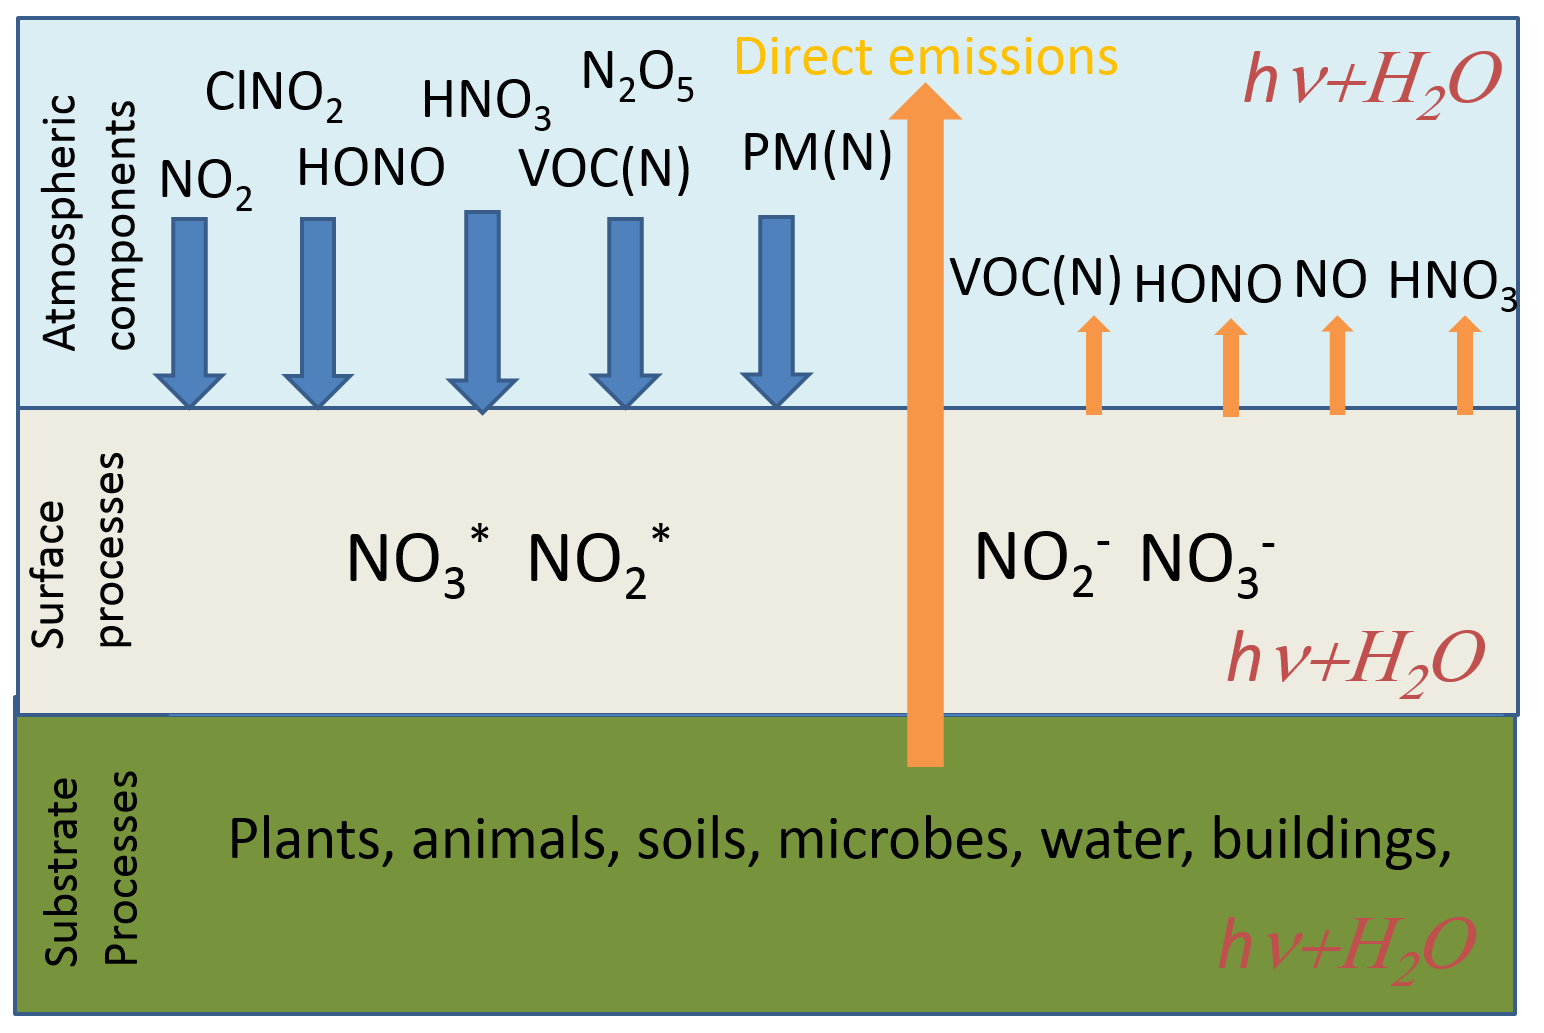 Atmospheric
components
ClNO₂
HNO₃
N₂O₅
Direct emissions
hν+H₂O
NO₂
HONO
VOC(N)
PM(N)
VOC(N) HONO NO HNO₃
Surface
processes
NO₃* NO₂*
NO₂⁻ NO₃⁻
hν+H₂O
Substrate
Processes
Plants, animals, soils, microbes, water, buildings,
hν+H₂O